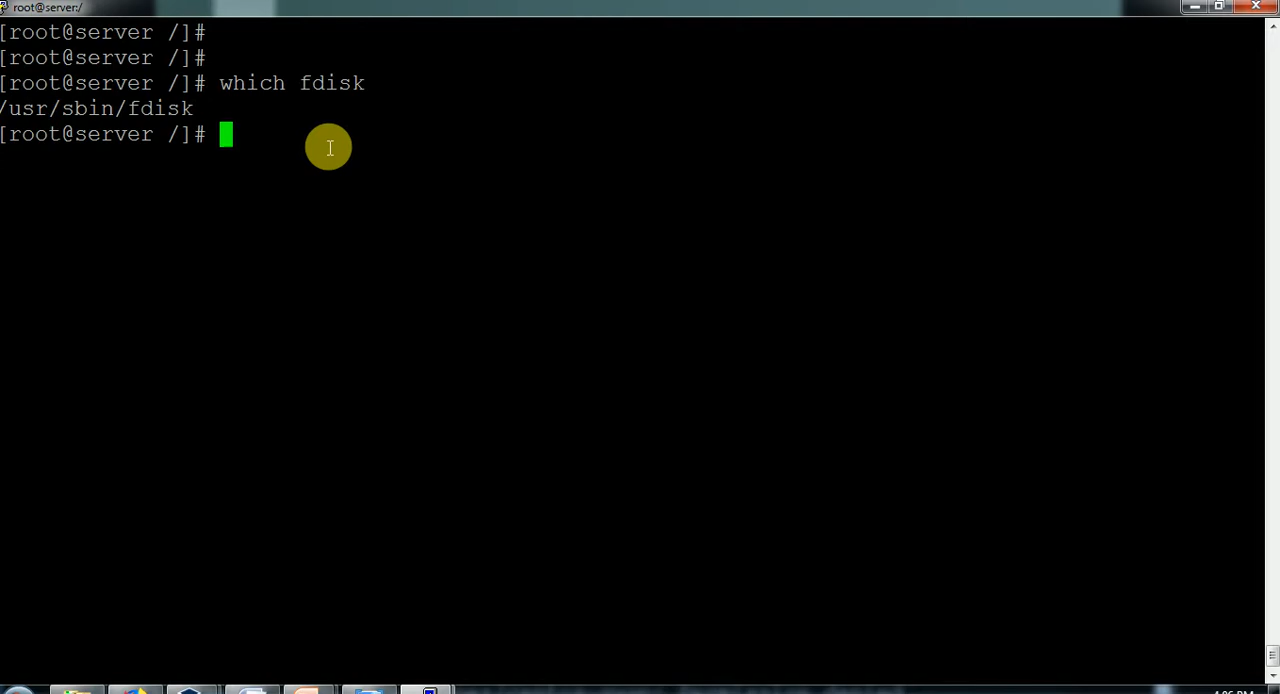 root@server:/
[root@server /]#
[root@server /]#
[root@server /]# which fdisk
/usr/sbin/fdisk
[root@server /]#